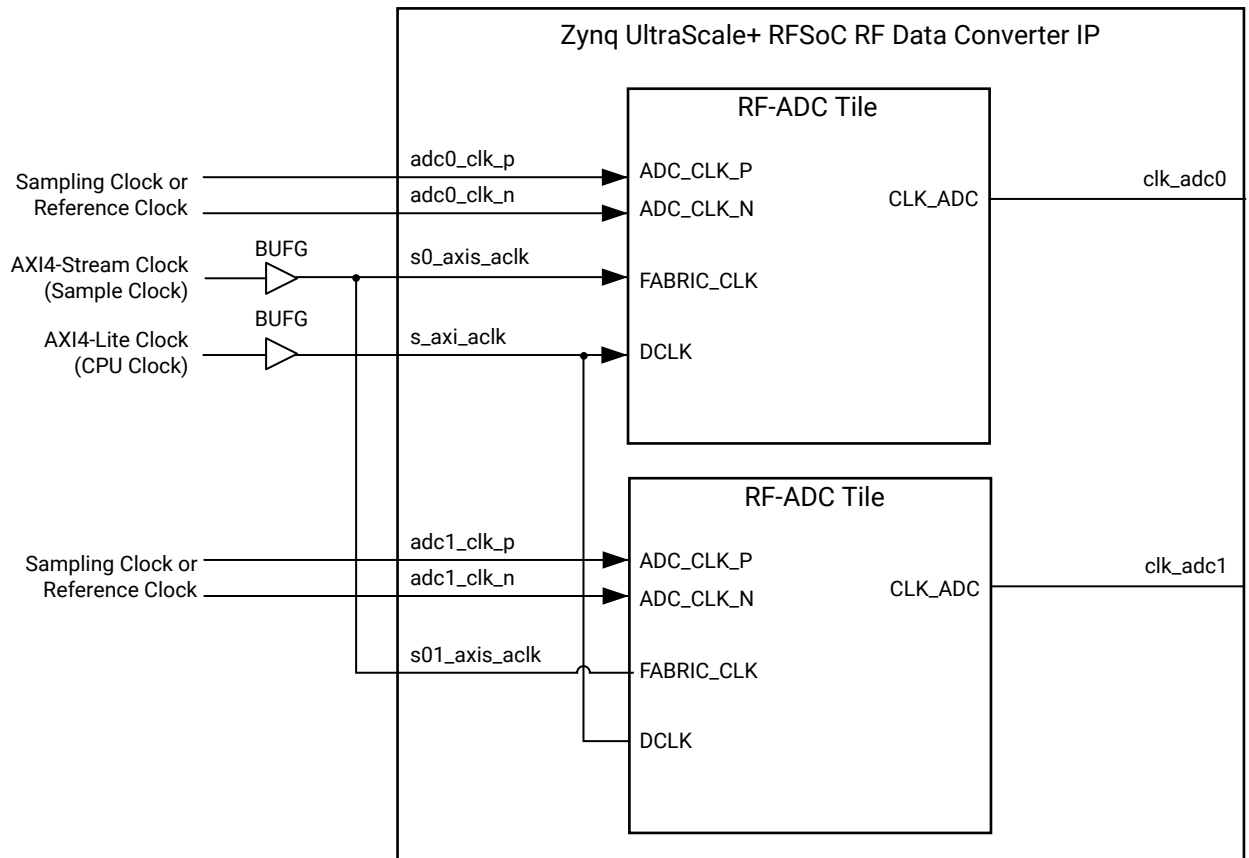 Zynq UltraScale+ RFSoC RF Data Converter IP
RF-ADC Tile
adc0_clk_p
ADC_CLK_P
Sampling Clock or
Reference Clock
adc0_clk_n
ADC_CLK_N
CLK_ADC
clk_adc0
BUFG
AXI4-Stream Clock
(Sample Clock)
s0_axis_aclk
FABRIC_CLK
BUFG
AXI4-Lite Clock
(CPU Clock)
s_axi_aclk
DCLK
RF-ADC Tile
adc1_clk_p
ADC_CLK_P
Sampling Clock or
Reference Clock
adc1_clk_n
ADC_CLK_N
CLK_ADC
clk_adc1
s01_axis_aclk
FABRIC_CLK
DCLK